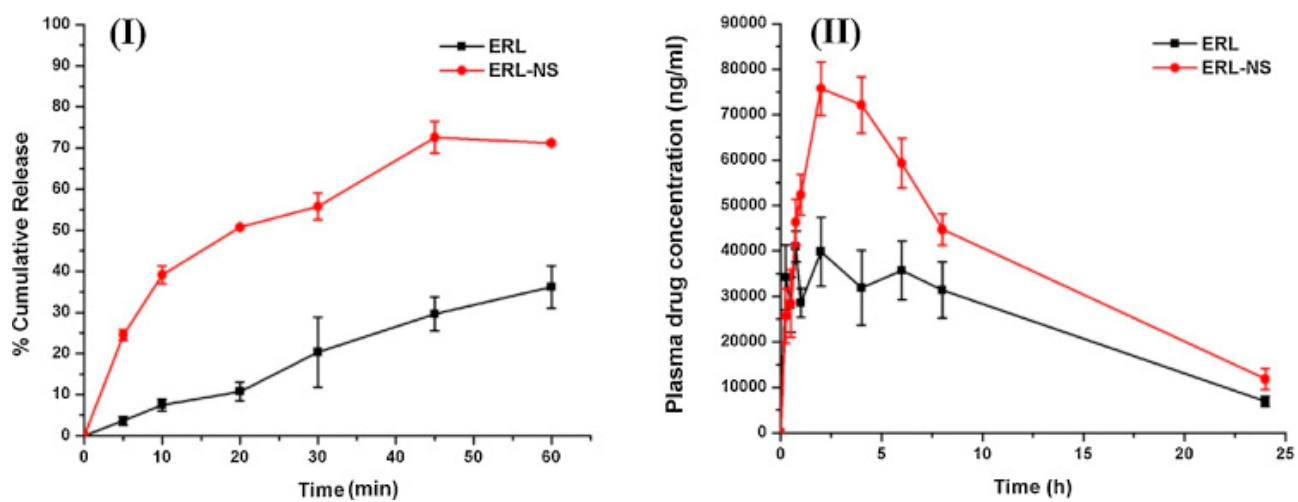 (I)
ERL
ERL-NS
% Cumulative Release
100
90
80
70
60
50
40
30
20
10
0
0 10 20 30 40 50 60
Time (min)
(II)
ERL
ERL-NS
Plasma drug concentration (ng/ml)
90000
80000
70000
60000
50000
40000
30000
20000
10000
0
0 5 10 15 20 25
Time (h)